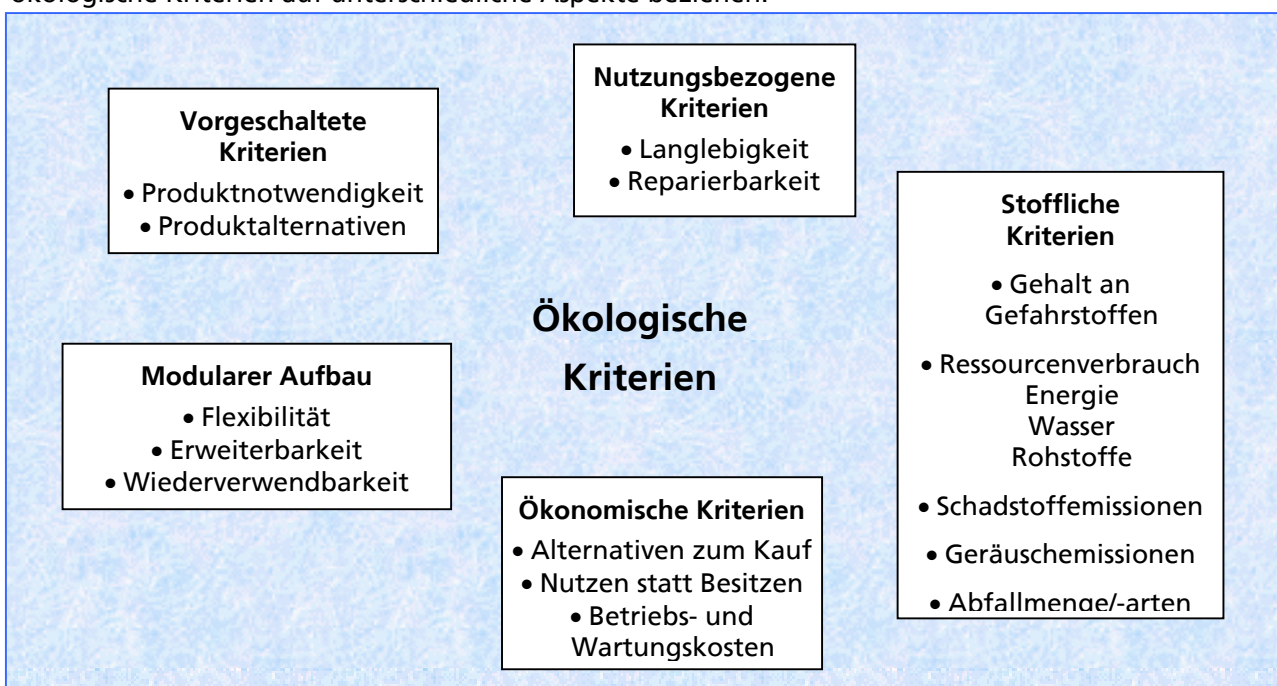 ökologische Kriterien auf unterschiedliche Aspekte beziehen.
Vorgeschaltete
Kriterien
• Produktnotwendigkeit
• Produktalternativen
Nutzungsbezogene
Kriterien
• Langlebigkeit
• Reparierbarkeit
Stoffliche
Kriterien
• Gehalt an
Gefahrstoffen
• Ressourcenverbrauch
Energie
Wasser
Rohstoffe
• Schadstoffemissionen
• Geräuschemissionen
• Abfallmenge/-arten
Ökologische
Kriterien
Modularer Aufbau
• Flexibilität
• Erweiterbarkeit
• Wiederverwendbarkeit
Ökonomische Kriterien
• Alternativen zum Kauf
• Nutzen statt Besitzen
• Betriebs- und
Wartungskosten